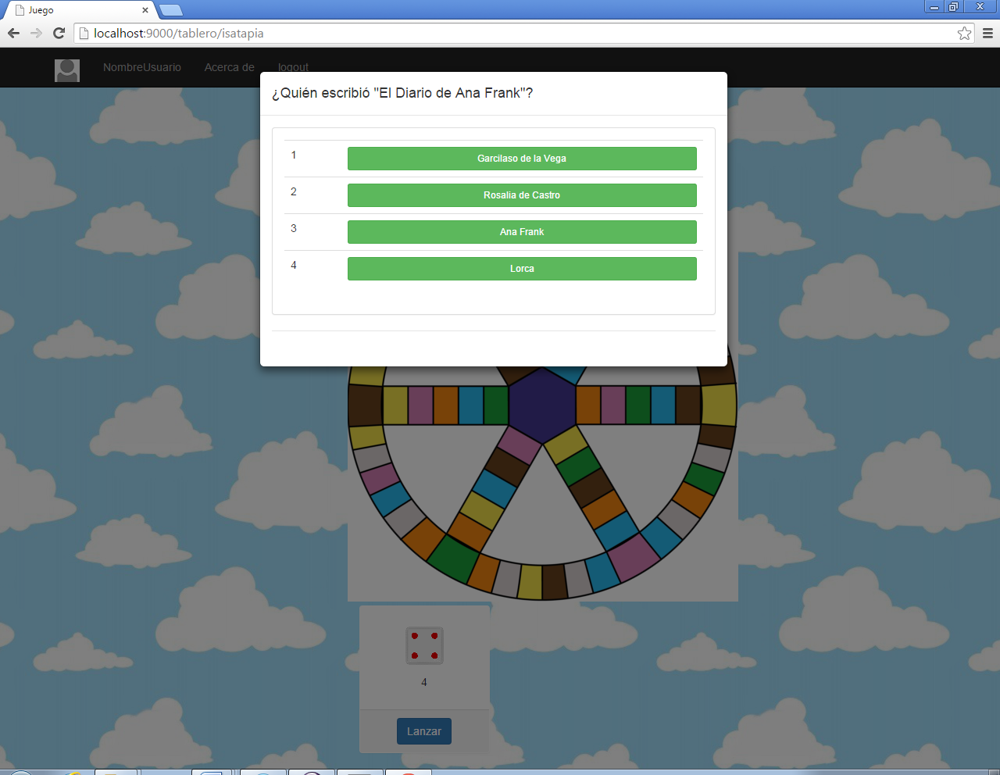 Juego
localhost:9000/tablero/isatapia
NombreUsuario Acerca de logout
¿Quién escribió "El Diario de Ana Frank"?
1 Garcilaso de la Vega
2 Rosalia de Castro
3 Ana Frank
4 Lorca
4
Lanzar